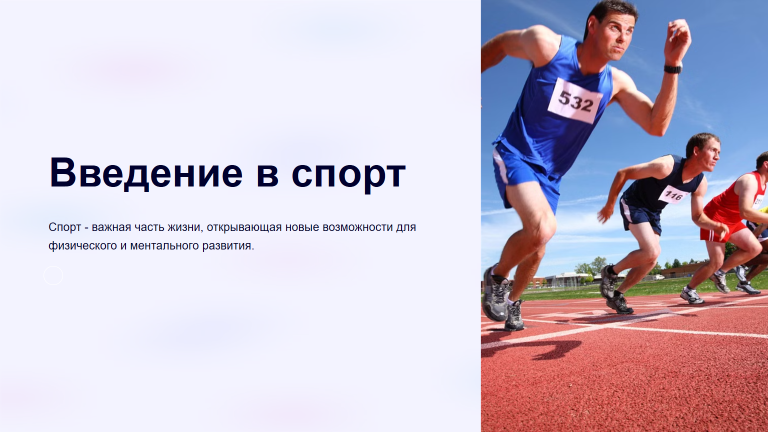 Введение в спорт
Спорт - важная часть жизни, открывающая новые возможности для
физического и ментального развития.
532
116